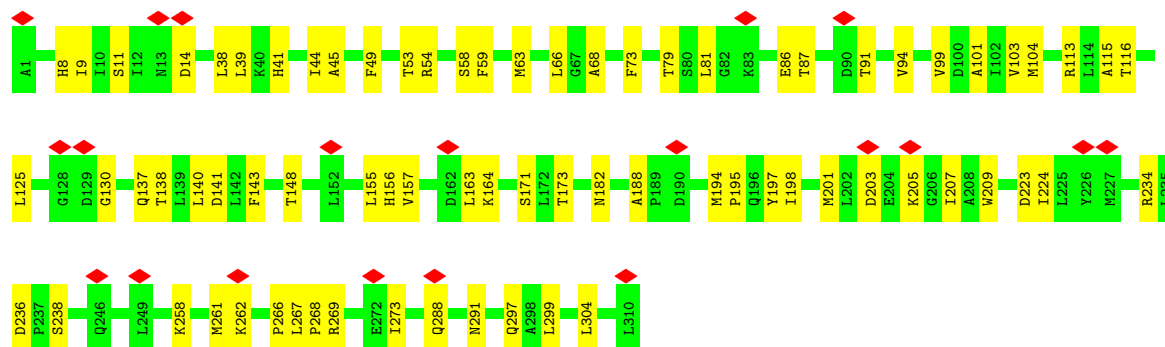 A1 H8 I9 I10 S11 I12 N13 D14 L38 L39 K40 H41 I44 A45 F49 T53 R54 S58 F59 M63 L66 G67 A68 F73 T79 S80 L81 G82 K83 E86 T87 D90 T91 V94 V99 D100 A101 I102 V103 M104 R113 L114 A115 T116
L125 G128 D129 G130 Q137 T138 L139 L140 D141 L142 F143 T148 L152 L155 H156 V157 D162 L163 K164 S171 L172 T173 N182 A188 P189 D190 M194 P195 Q196 Y197 I198 M201 L202 D203 E204 K205 G206 I207 A208 W209 D223 I224 L225 Y226 M227 R234 L235
D236 P237 S238 Q246 L249 K258 M261 K262 P266 L267 P268 R269 E272 I273 Q288 N291 Q297 A298 L299 L304 L310